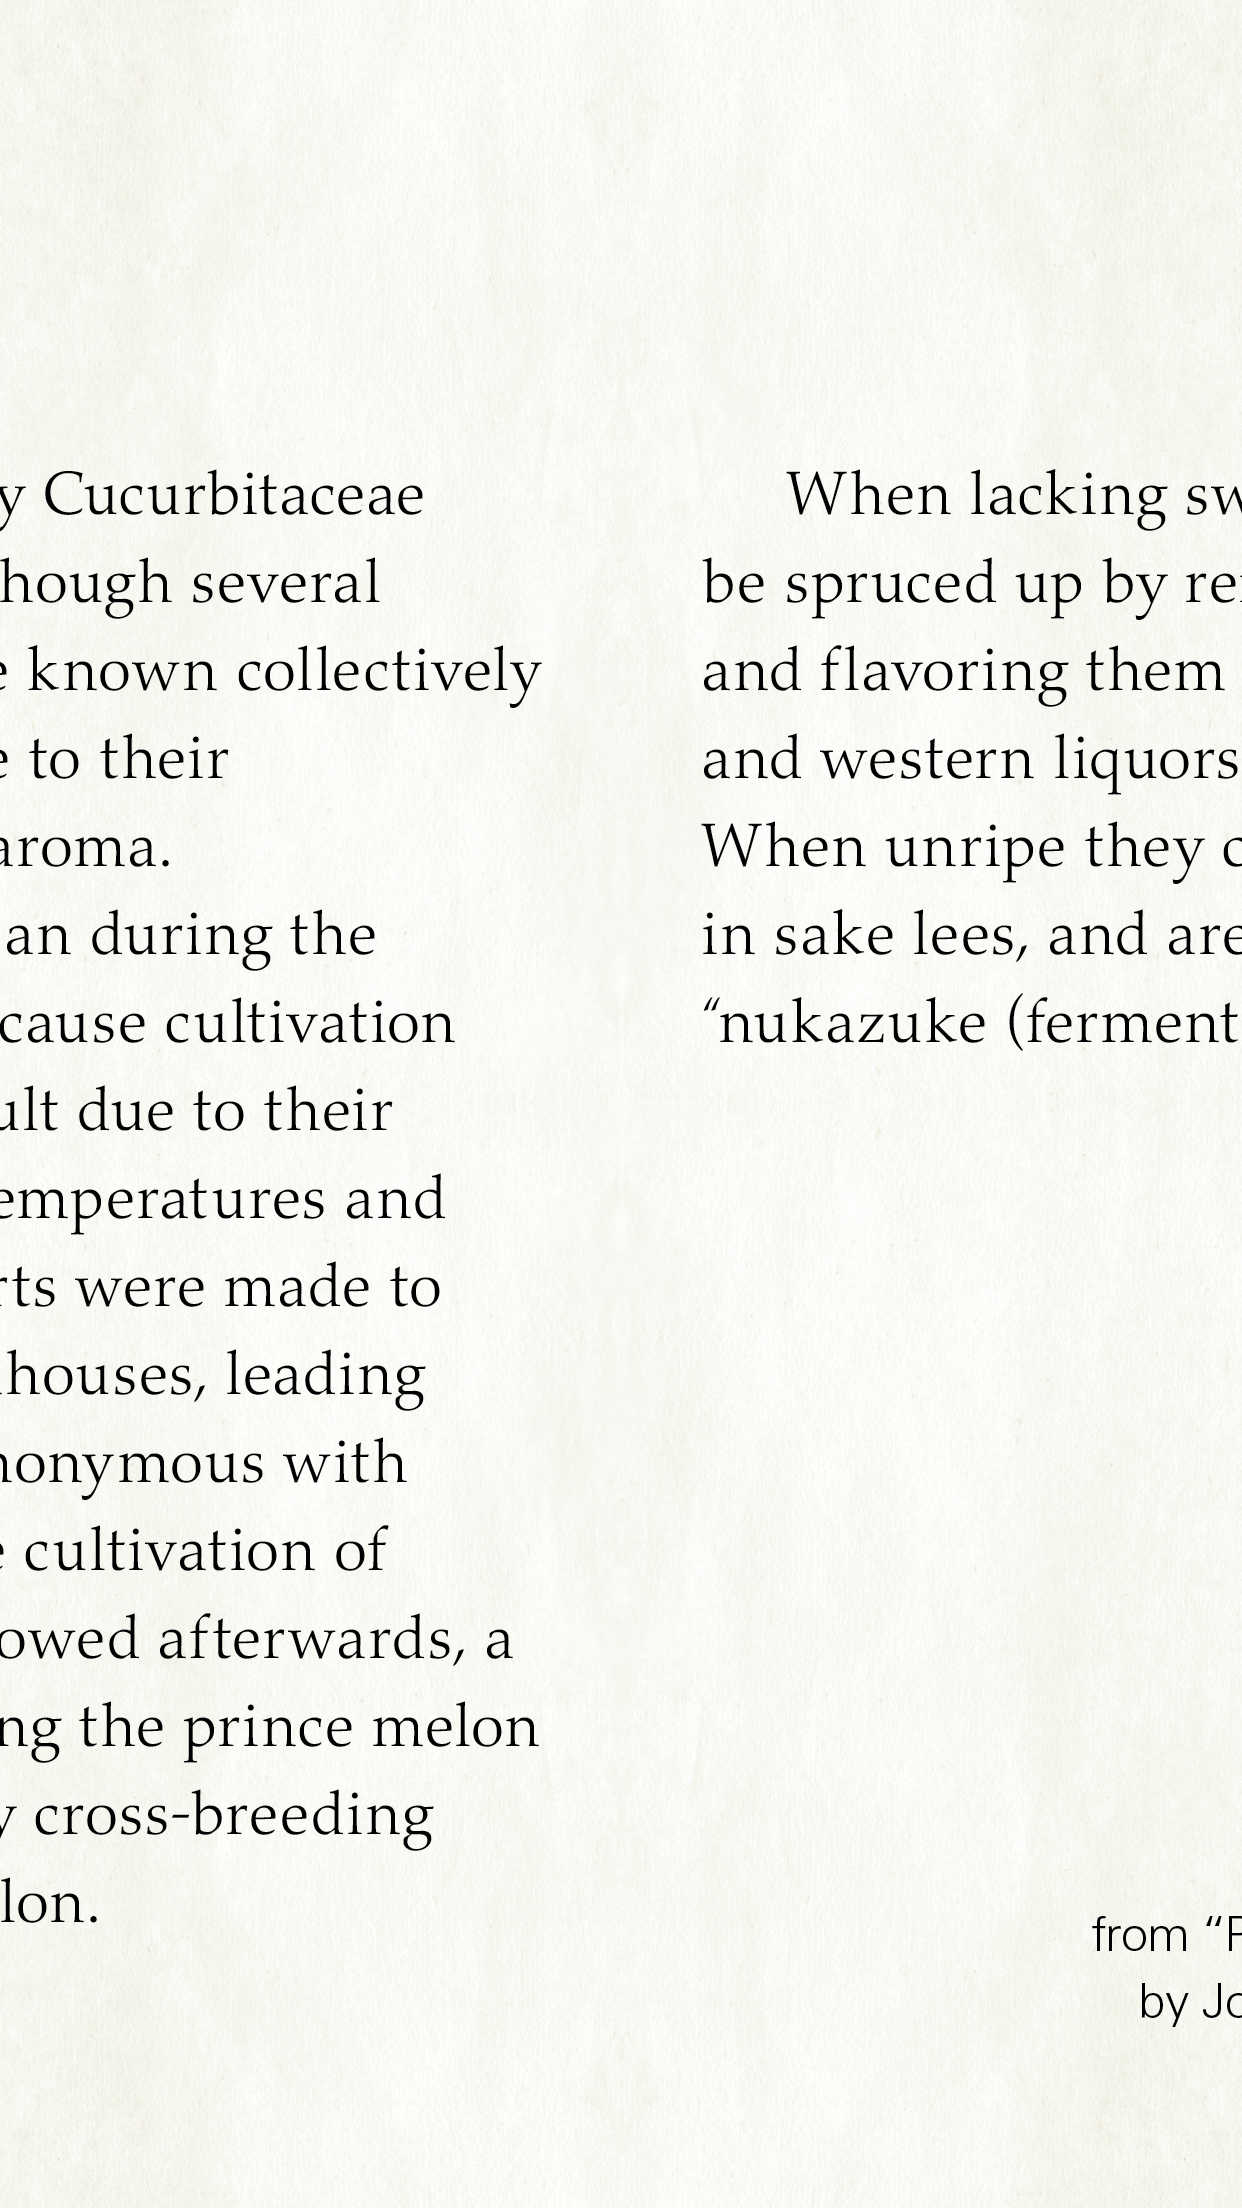 y Cucurbitaceae
though several
e known collectively
e to their
aroma.
an during the
cause cultivation
ult due to their
emperatures and
rts were made to
houses, leading
nonymous with
e cultivation of
owed afterwards, a
ng the prince melon
y cross-breeding
lon.
When lacking sw
be spruced up by re
and flavoring them
and western liquors
When unripe they c
in sake lees, and are
“nukazuke (ferment
from “F
by Jo